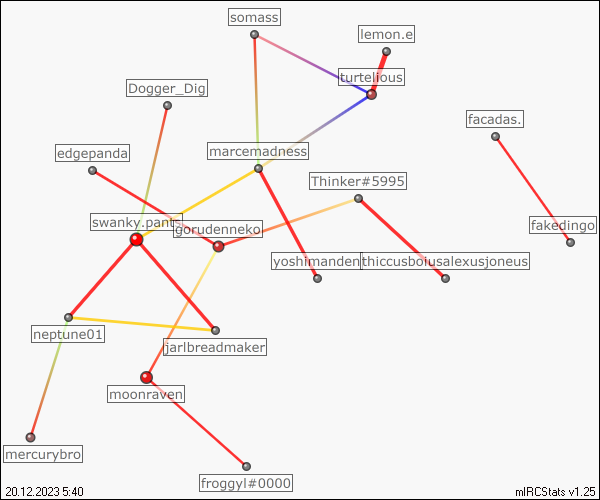 somass
lemon.e
turtelious
Dogger_Dig
facadas.
marcemadness
edgepanda
Thinker#5995
swanky.pant
gorudenneko
fakedingo
yoshimanden
thiccusboiusalexusjoneus
neptune01
jarlbreadmaker
moonraven
mercurybro
froggyl#0000
20.12.2023 5:40
mIRCStats v1.25